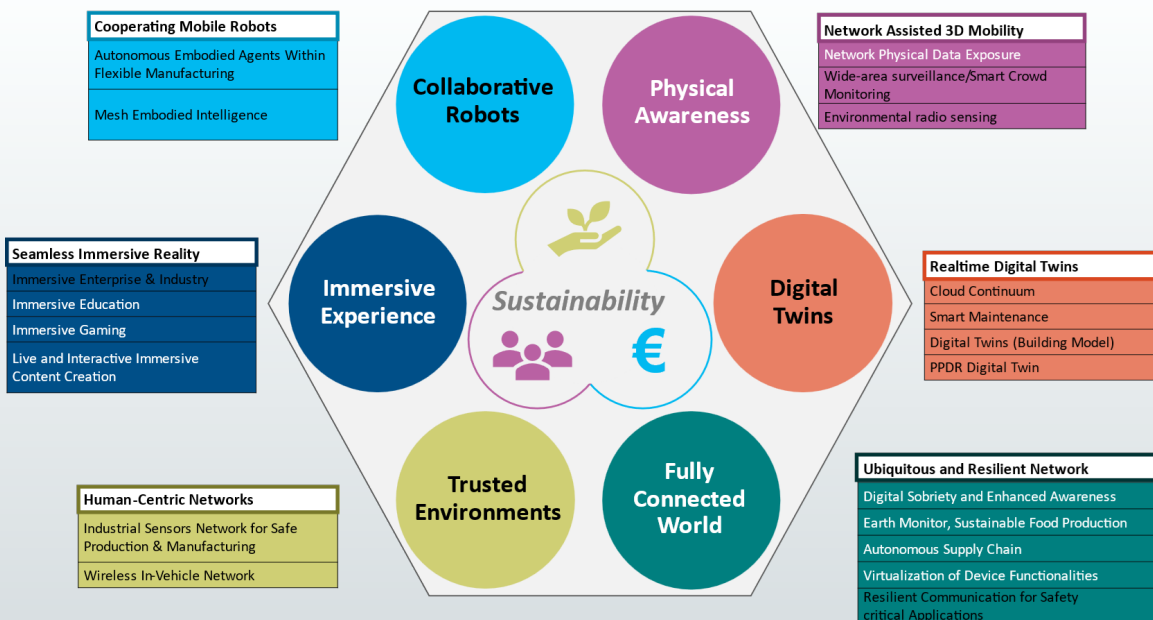 Cooperating Mobile Robots
Autonomous Embodied Agents Within
Flexible Manufacturing
Mesh Embodied Intelligence
Collaborative
Robots
Physical
Awareness
Network Assisted 3D Mobility
Network Physical Data Exposure
Wide-area surveillance/Smart Crowd
Monitoring
Environmental radio sensing
Seamless Immersive Reality
Immersive Enterprise & Industry
Immersive Education
Immersive Gaming
Live and Interactive Immersive
Content Creation
Immersive
Experience
Sustainability
€
Digital
Twins
Realtime Digital Twins
Cloud Continuum
Smart Maintenance
Digital Twins (Building Model)
PPDR Digital Twin
Human-Centric Networks
Industrial Sensors Network for Safe
Production & Manufacturing
Wireless In-Vehicle Network
Trusted
Environments
Fully
Connected
World
Ubiquitous and Resilient Network
Digital Sobriety and Enhanced Awareness
Earth Monitor, Sustainable Food Production
Autonomous Supply Chain
Virtualization of Device Functionalities
Resilient Communication for Safety
critical Applications